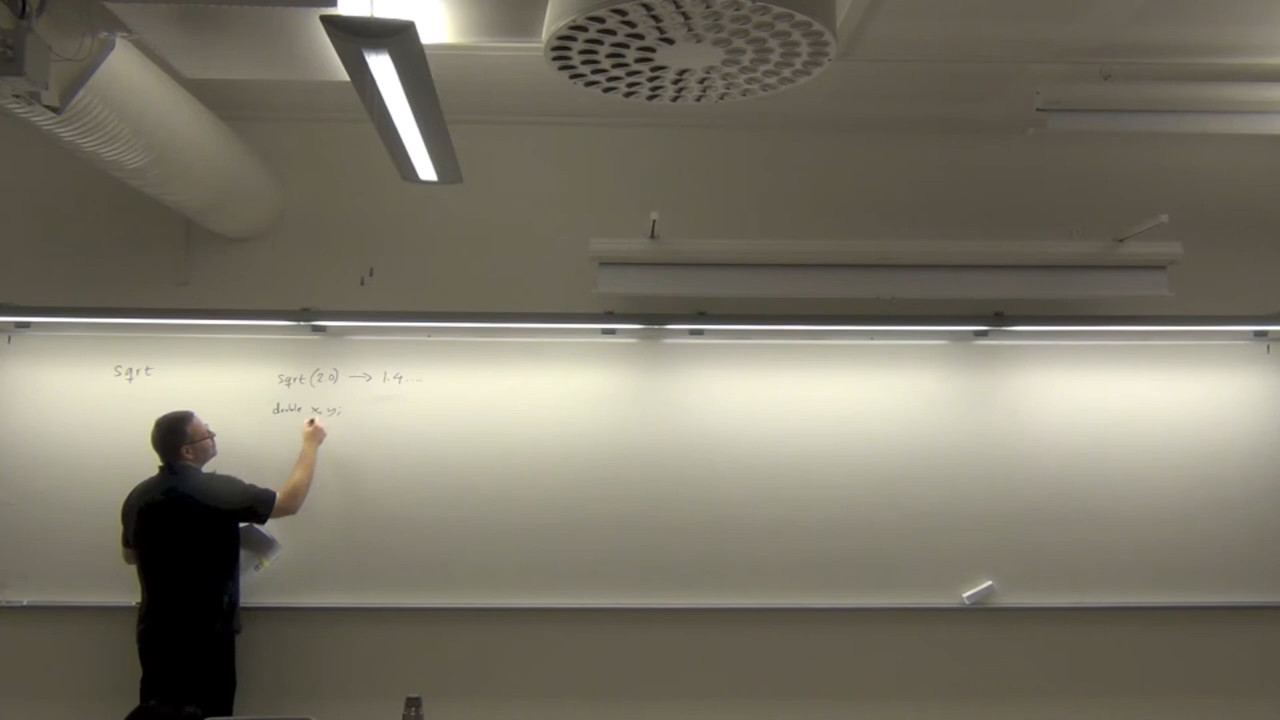 sqrt
sqrt(2.0) → 1.4....
double x, y;